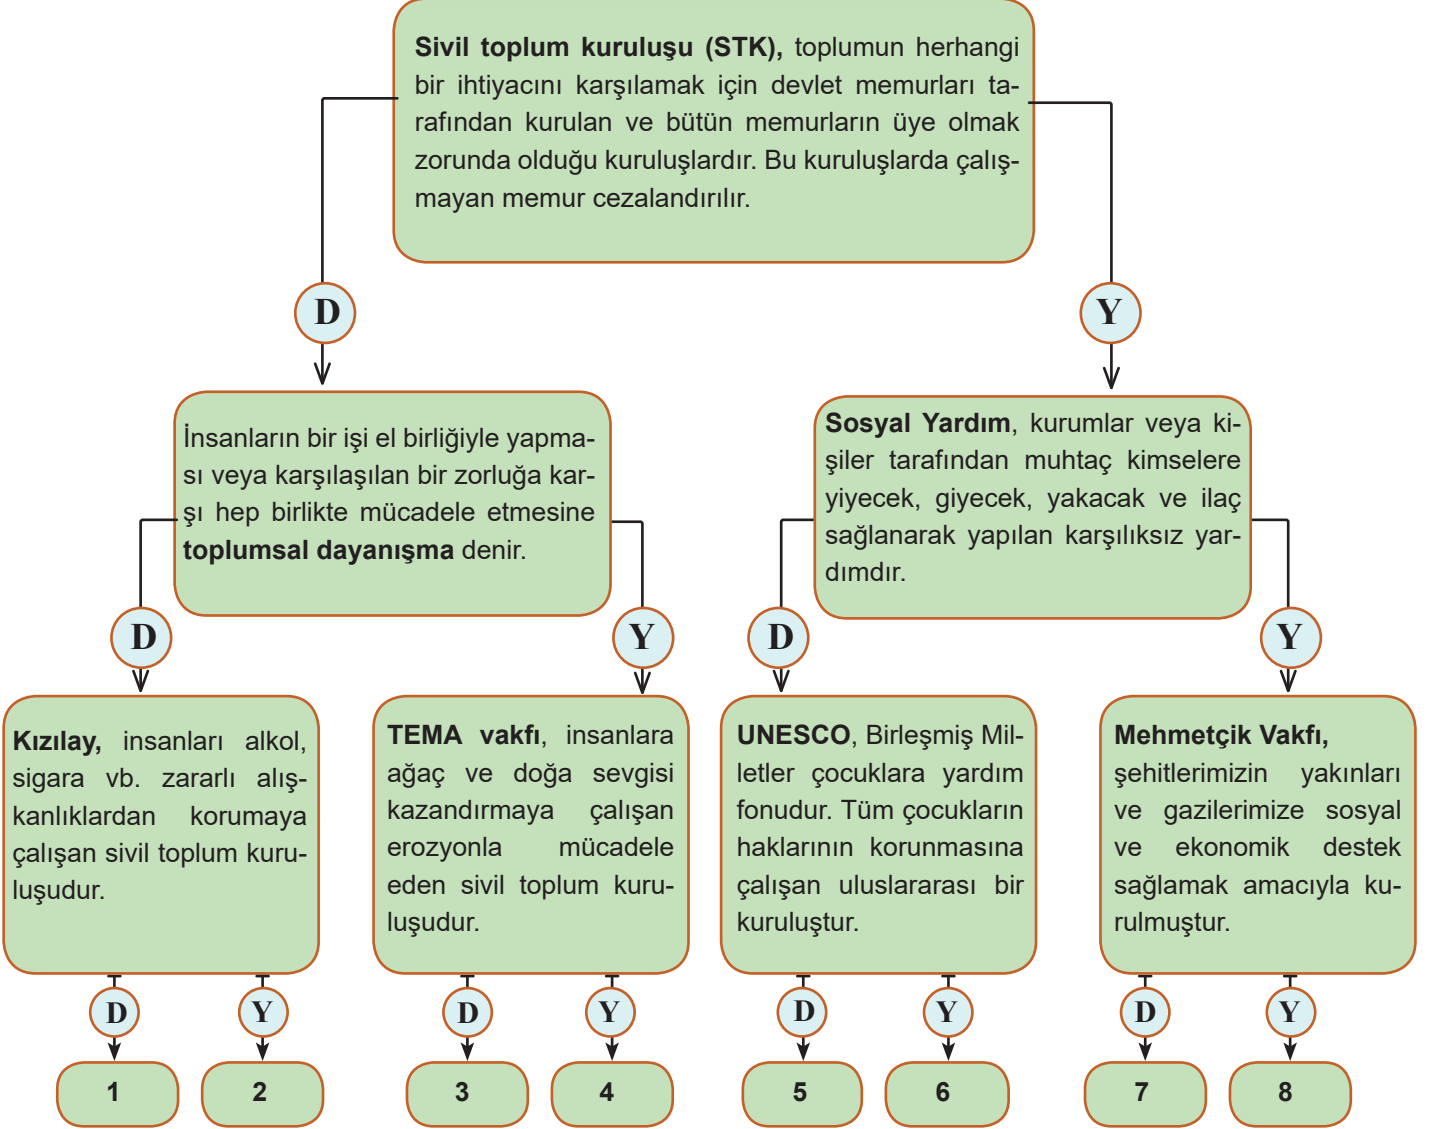 Sivil toplum kuruluşu (STK), toplumun herhangi
bir ihtiyacını karşılamak için devlet memurları ta-
rafından kurulan ve bütün memurların üye olmak
zorunda olduğu kuruluşlardır. Bu kuruluşlarda çalış-
mayan memur cezalandırılır.
D
Y
İnsanların bir işi el birliğiyle yapma-
sı veya karşılaşılan bir zorluğa kar-
şı hep birlikte mücadele etmesine
toplumsal dayanışma denir.
Sosyal Yardım, kurumlar veya ki-
şiler tarafından muhtaç kimselere
yiyecek, giyecek, yakacak ve ilaç
sağlanarak yapılan karşılıksız yar-
dımdır.
D
Y
D
Y
Kızılay, insanları alkol,
sigara vb. zararlı alış-
kanlıklardan korumaya
çalışan sivil toplum kuru-
luşudur.
TEMA vakfı, insanlara
ağaç ve doğa sevgisi
kazandırmaya çalışan
erozyonla mücadele
eden sivil toplum kuru-
luşudur.
UNESCO, Birleşmiş Mil-
letler çocuklara yardım
fonudur. Tüm çocukların
haklarının korunmasına
çalışan uluslararası bir
kuruluştur.
Mehmetçik Vakfı,
şehitlerimizin yakınları
ve gazilerimize sosyal
ve ekonomik destek
sağlamak amacıyla ku-
rulmuştur.
D
Y
D
Y
D
Y
D
Y
1
2
3
4
5
6
7
8